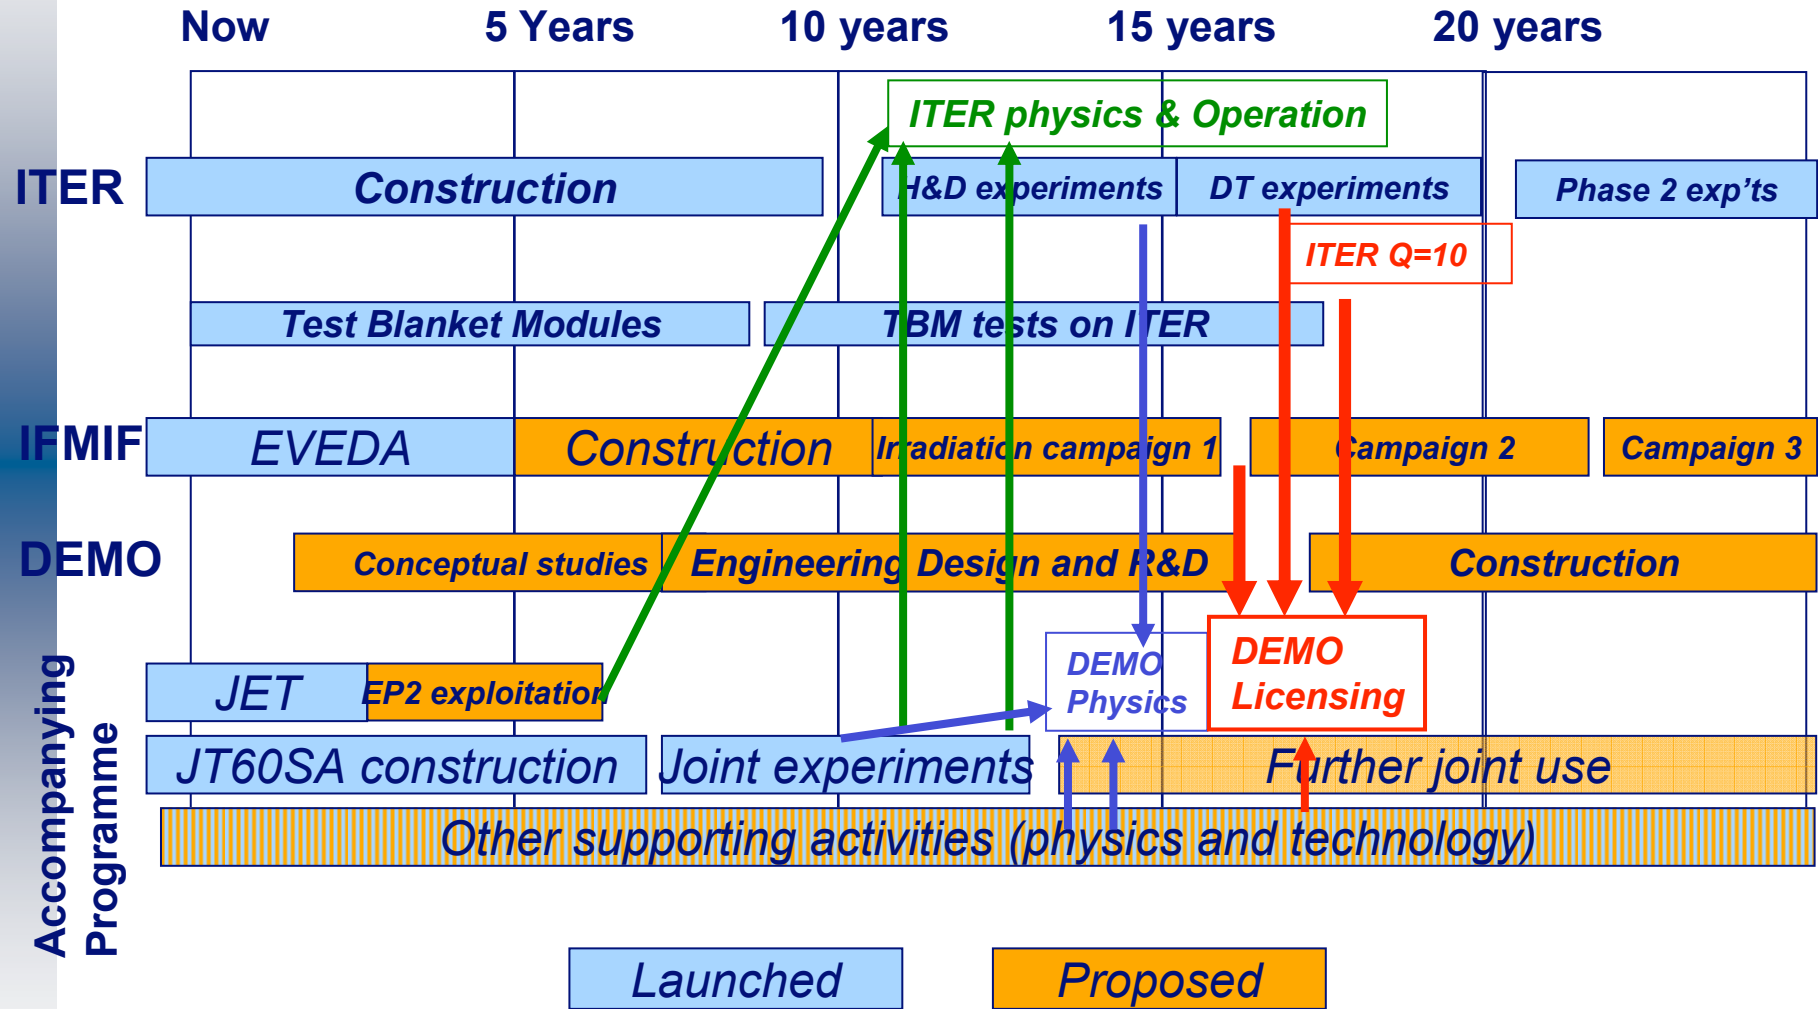 Now 5 Years 10 years 15 years 20 years
ITER physics & Operation
ITER Construction H&D experiments DT experiments Phase 2 exp’ts
ITER Q=10
Test Blanket Modules TBM tests on ITER
IFMIF EVEDA Construction Irradiation campaign 1 Campaign 2 Campaign 3
DEMO Conceptual studies Engineering Design and R&D Construction
Accompanying
Programme
JET EP2 exploitation
DEMO
Physics
DEMO
Licensing
JT60SA construction Joint experiments Further joint use
Other supporting activities (physics and technology)
Launched Proposed